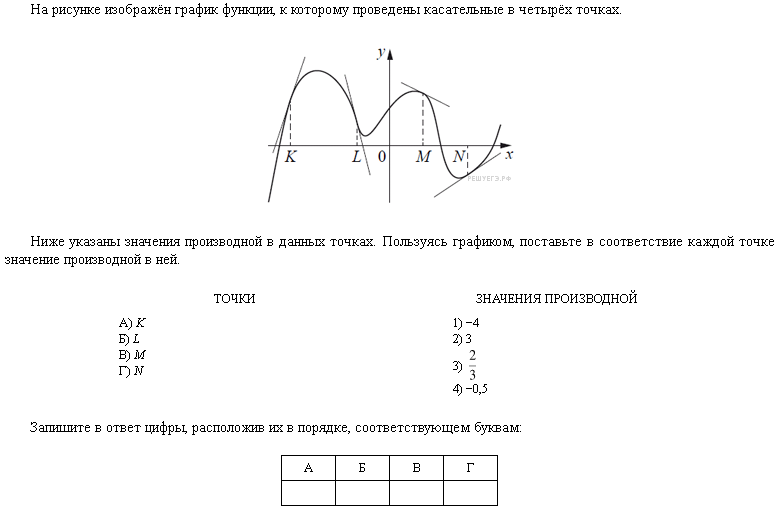 На рисунке изображён график функции, к которому проведены касательные в четырёх точках.
y
K L 0 M N x
РЕШУЕГЭ.РФ
Ниже указаны значения производной в данных точках. Пользуясь графиком, поставьте в соответствие каждой точке
значение производной в ней.
ТОЧКИ ЗНАЧЕНИЯ ПРОИЗВОДНОЙ
А) K 1) −4
Б) L 2) 3
В) M 3) 2/3
Г) N 4) −0,5
Запишите в ответ цифры, расположив их в порядке, соответствующем буквам:
А Б В Г